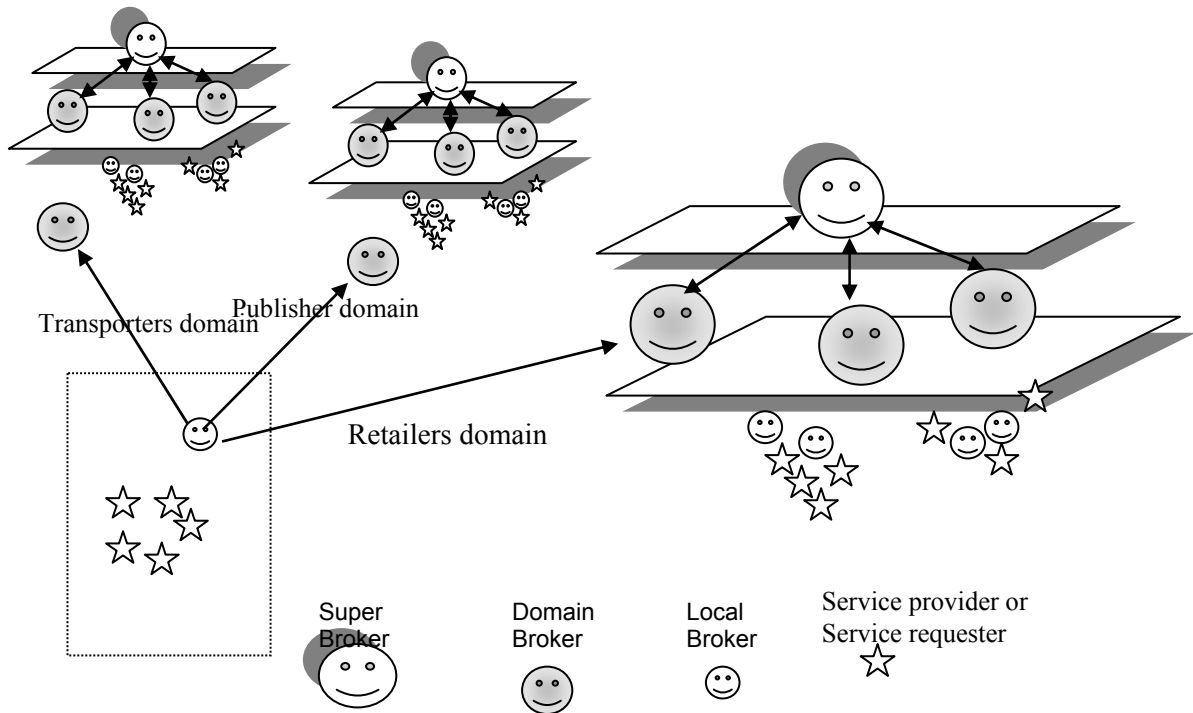 Publisher domain
Transporters domain
Retailers domain
Super
Broker
Domain
Broker
Local
Broker
Service provider or
Service requester